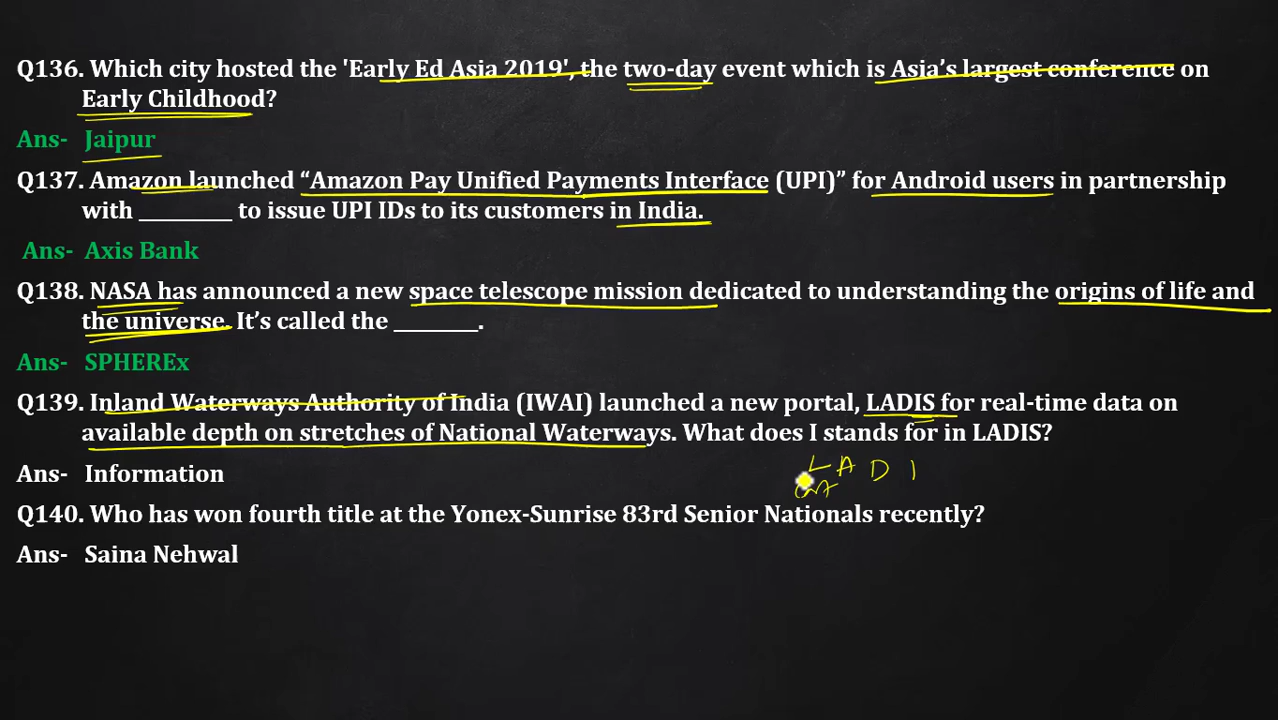 Q136. Which city hosted the 'Early Ed Asia 2019', the two-day event which is Asia’s largest conference on
Early Childhood?
Ans- Jaipur
Q137. Amazon launched “Amazon Pay Unified Payments Interface (UPI)” for Android users in partnership
with ________ to issue UPI IDs to its customers in India.
Ans- Axis Bank
Q138. NASA has announced a new space telescope mission dedicated to understanding the origins of life and
the universe. It’s called the _______.
Ans- SPHEREx
Q139. Inland Waterways Authority of India (IWAI) launched a new portal, LADIS for real-time data on
available depth on stretches of National Waterways. What does I stands for in LADIS?
Ans- Information
L A D I
Q140. Who has won fourth title at the Yonex-Sunrise 83rd Senior Nationals recently?
Ans- Saina Nehwal